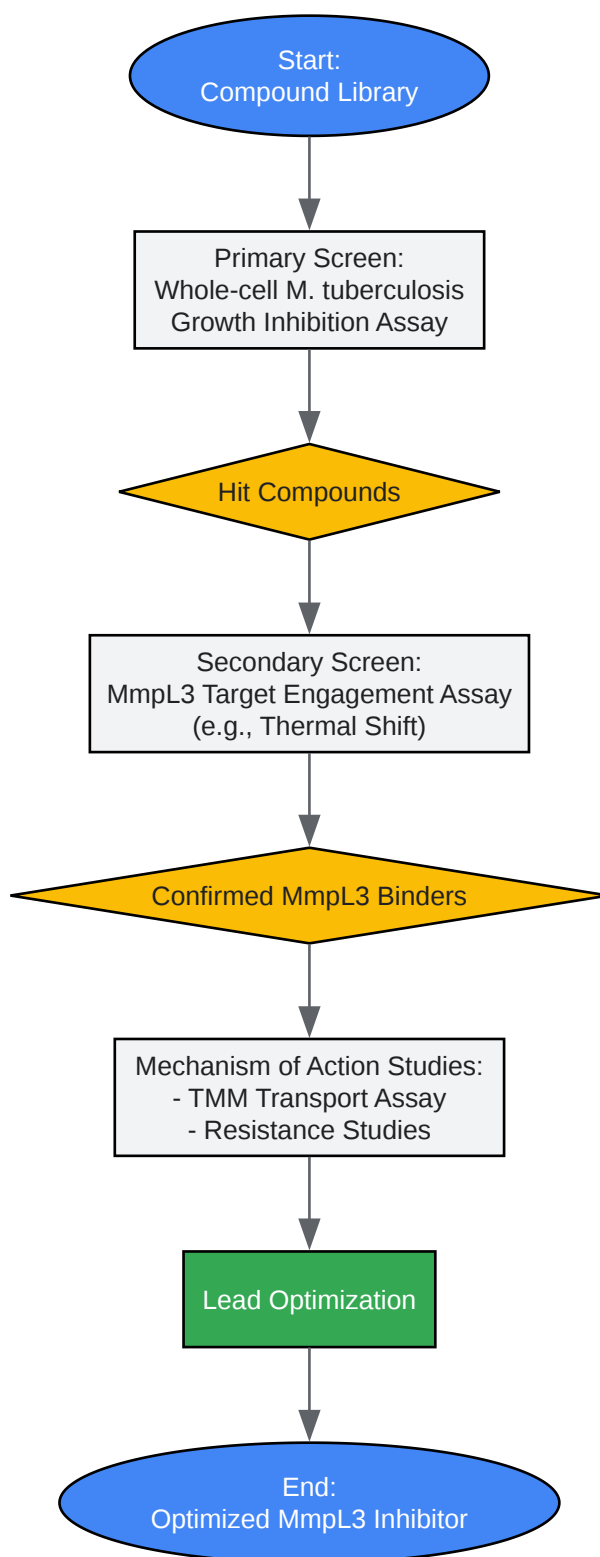 Start:
Compound Library
Primary Screen:
Whole-cell M. tuberculosis
Growth Inhibition Assay
Hit Compounds
Secondary Screen:
MmpL3 Target Engagement Assay
(e.g., Thermal Shift)
Confirmed MmpL3 Binders
Mechanism of Action Studies:
- TMM Transport Assay
- Resistance Studies
Lead Optimization
End:
Optimized MmpL3 Inhibitor